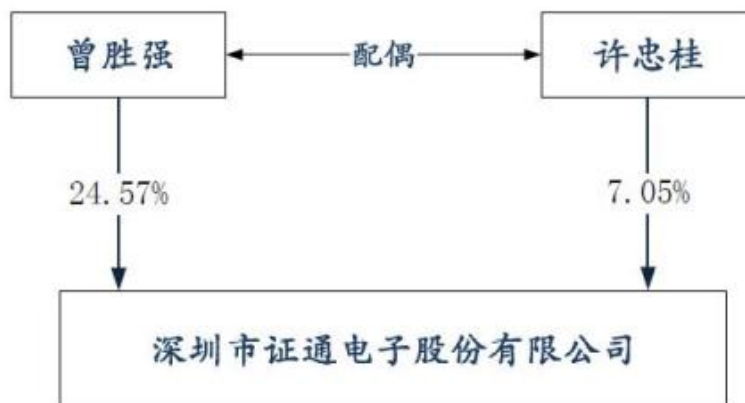 曾胜强
配偶
许忠桂
24.57%
7.05%
深圳市证通电子股份有限公司